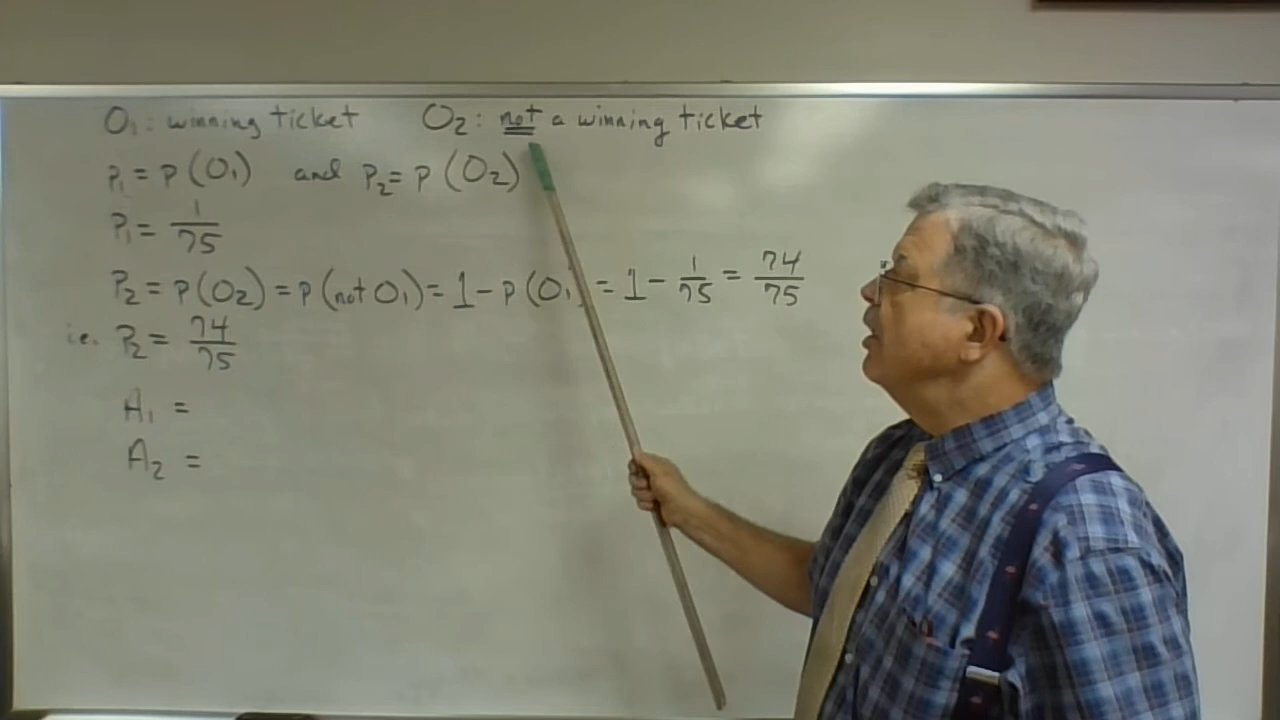 O₁: winning ticket O₂: not a winning ticket
P₁ = P(O₁) and P₂ = P(O₂)
P₁ = 1/75
P₂ = P(O₂) = P(not O₁) = 1 - P(O₁) = 1 - 1/75 = 74/75
i.e. P₂ = 74/75
A₁ =
A₂ =